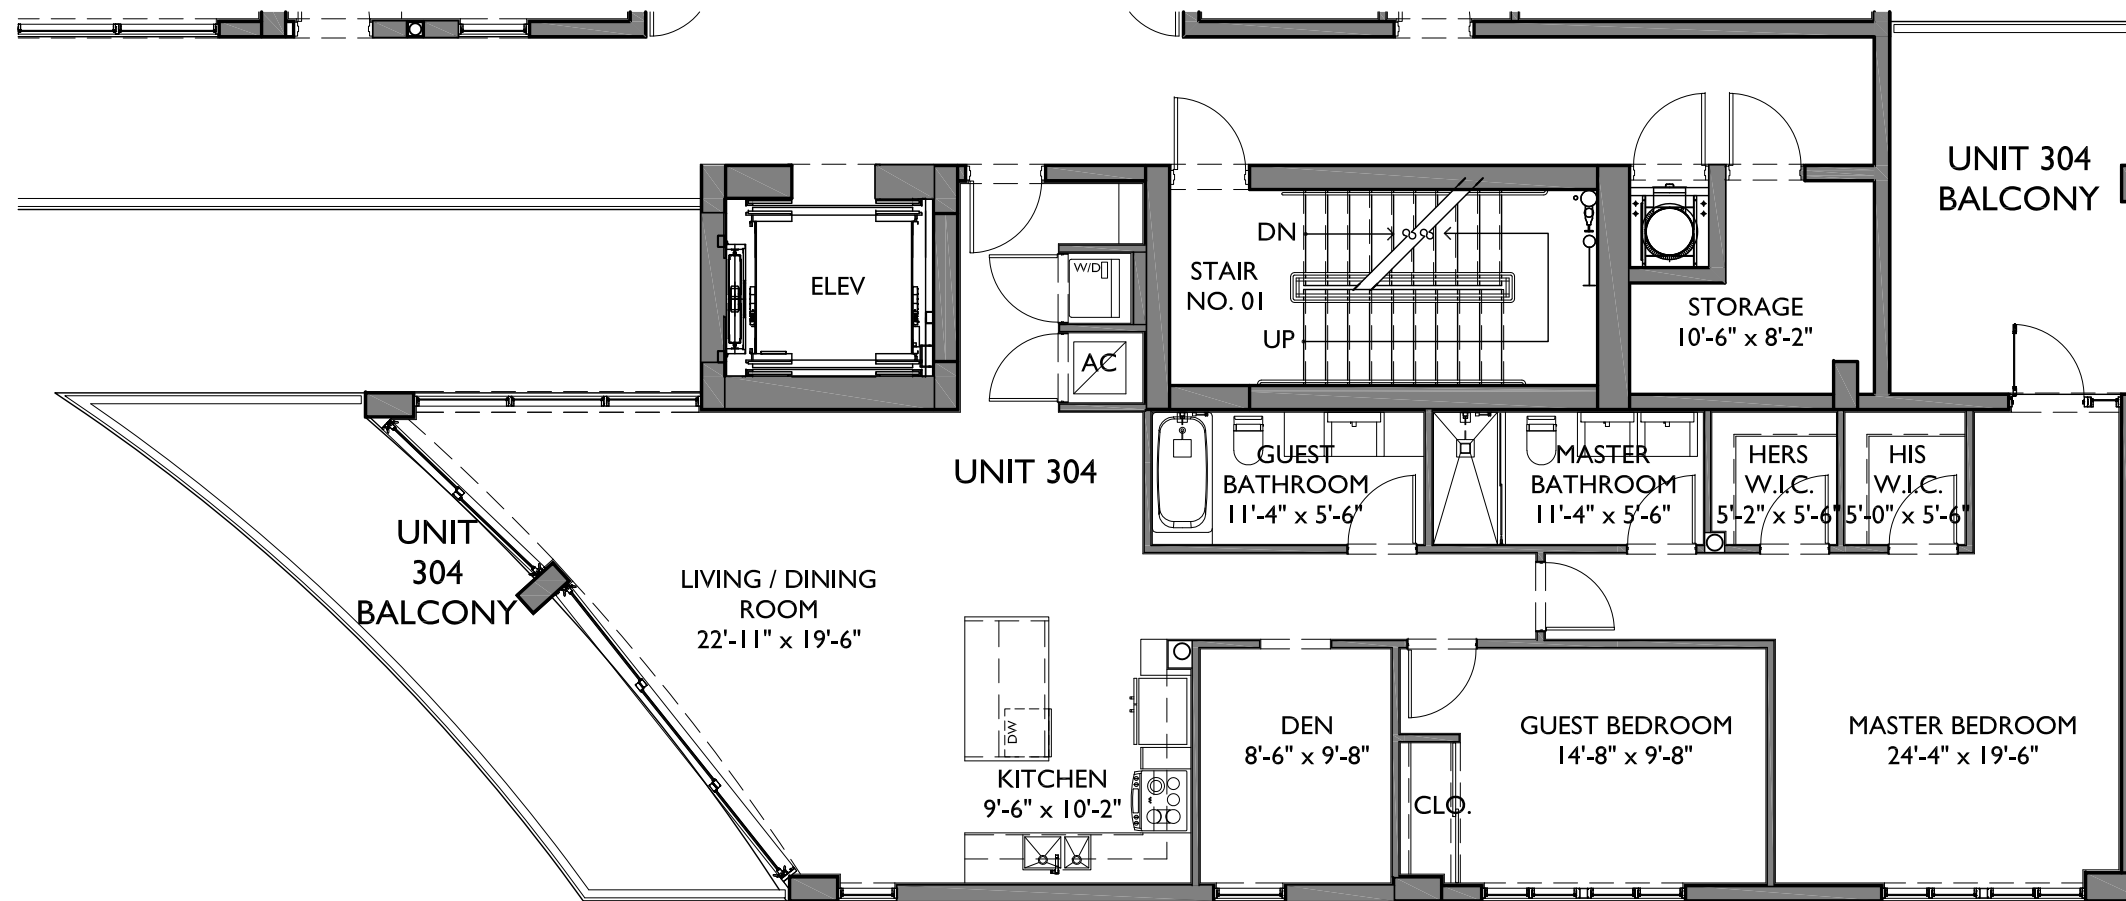 UNIT 304
BALCONY
DN
STAIR
NO. 01
UP
ELEV
W/D
AC
STORAGE
10'-6" x 8'-2"
UNIT 304
GUEST
BATHROOM
11'-4" x 5'-6"
MASTER
BATHROOM
11'-4" x 5'-6"
HERS
W.I.C.
5'-2" x 5'-6"
HIS
W.I.C.
5'-0" x 5'-6"
UNIT
304
BALCONY
LIVING / DINING
ROOM
22'-11" x 19'-6"
DW
KITCHEN
9'-6" x 10'-2"
DEN
8'-6" x 9'-8"
CLO.
GUEST BEDROOM
14'-8" x 9'-8"
MASTER BEDROOM
24'-4" x 19'-6"